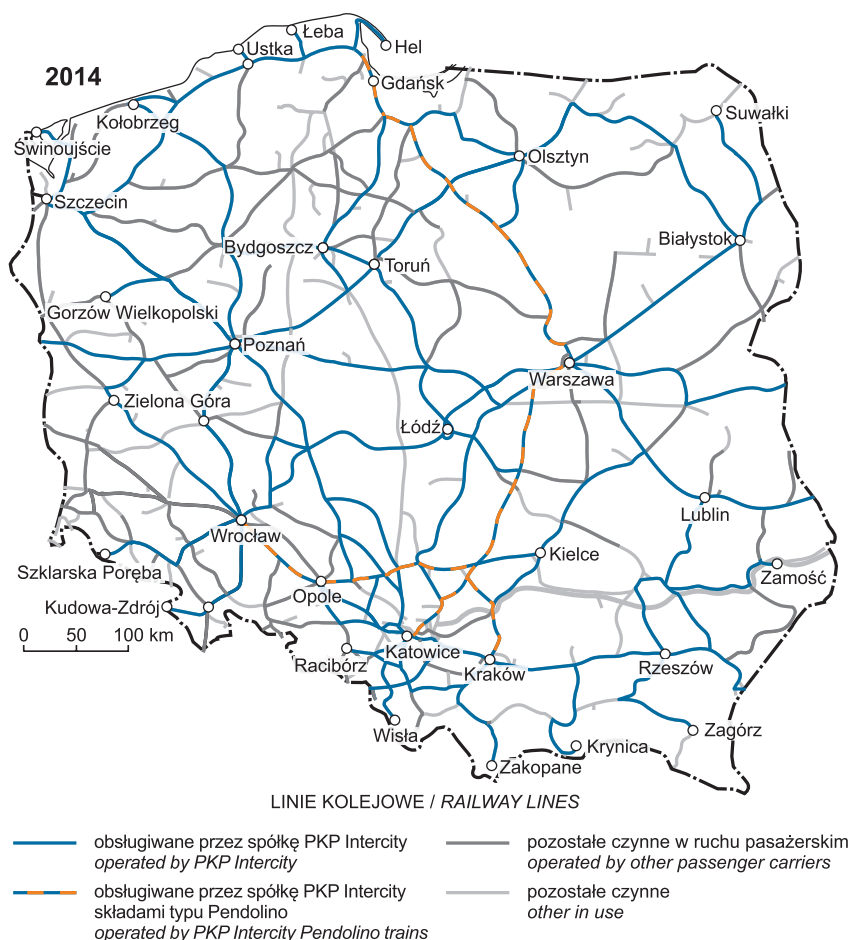 Łeba
Ustka
Hel
2014
Gdańsk
Kołobrzeg
Suwałki
Świnoujście
Olsztyn
Szczecin
Bydgoszcz
Białystok
Toruń
Gorzów Wielkopolski
Poznań
Warszawa
Zielona Góra
Łódź
Lublin
Wrocław
Kielce
Szklarska Poręba
Zamość
Opole
Kudowa-Zdrój
0 50 100 km
Katowice
Racibórz
Kraków
Rzeszów
Wisła
Zagórz
Krynica
Zakopane
LINIE KOLEJOWE / RAILWAY LINES
obsługiwane przez spółkę PKP Intercity
operated by PKP Intercity
obsługiwane przez spółkę PKP Intercity
składami typu Pendolino
operated by PKP Intercity Pendolino trains
pozostałe czynne w ruchu pasażerskim
operated by other passenger carriers
pozostałe czynne
other in use